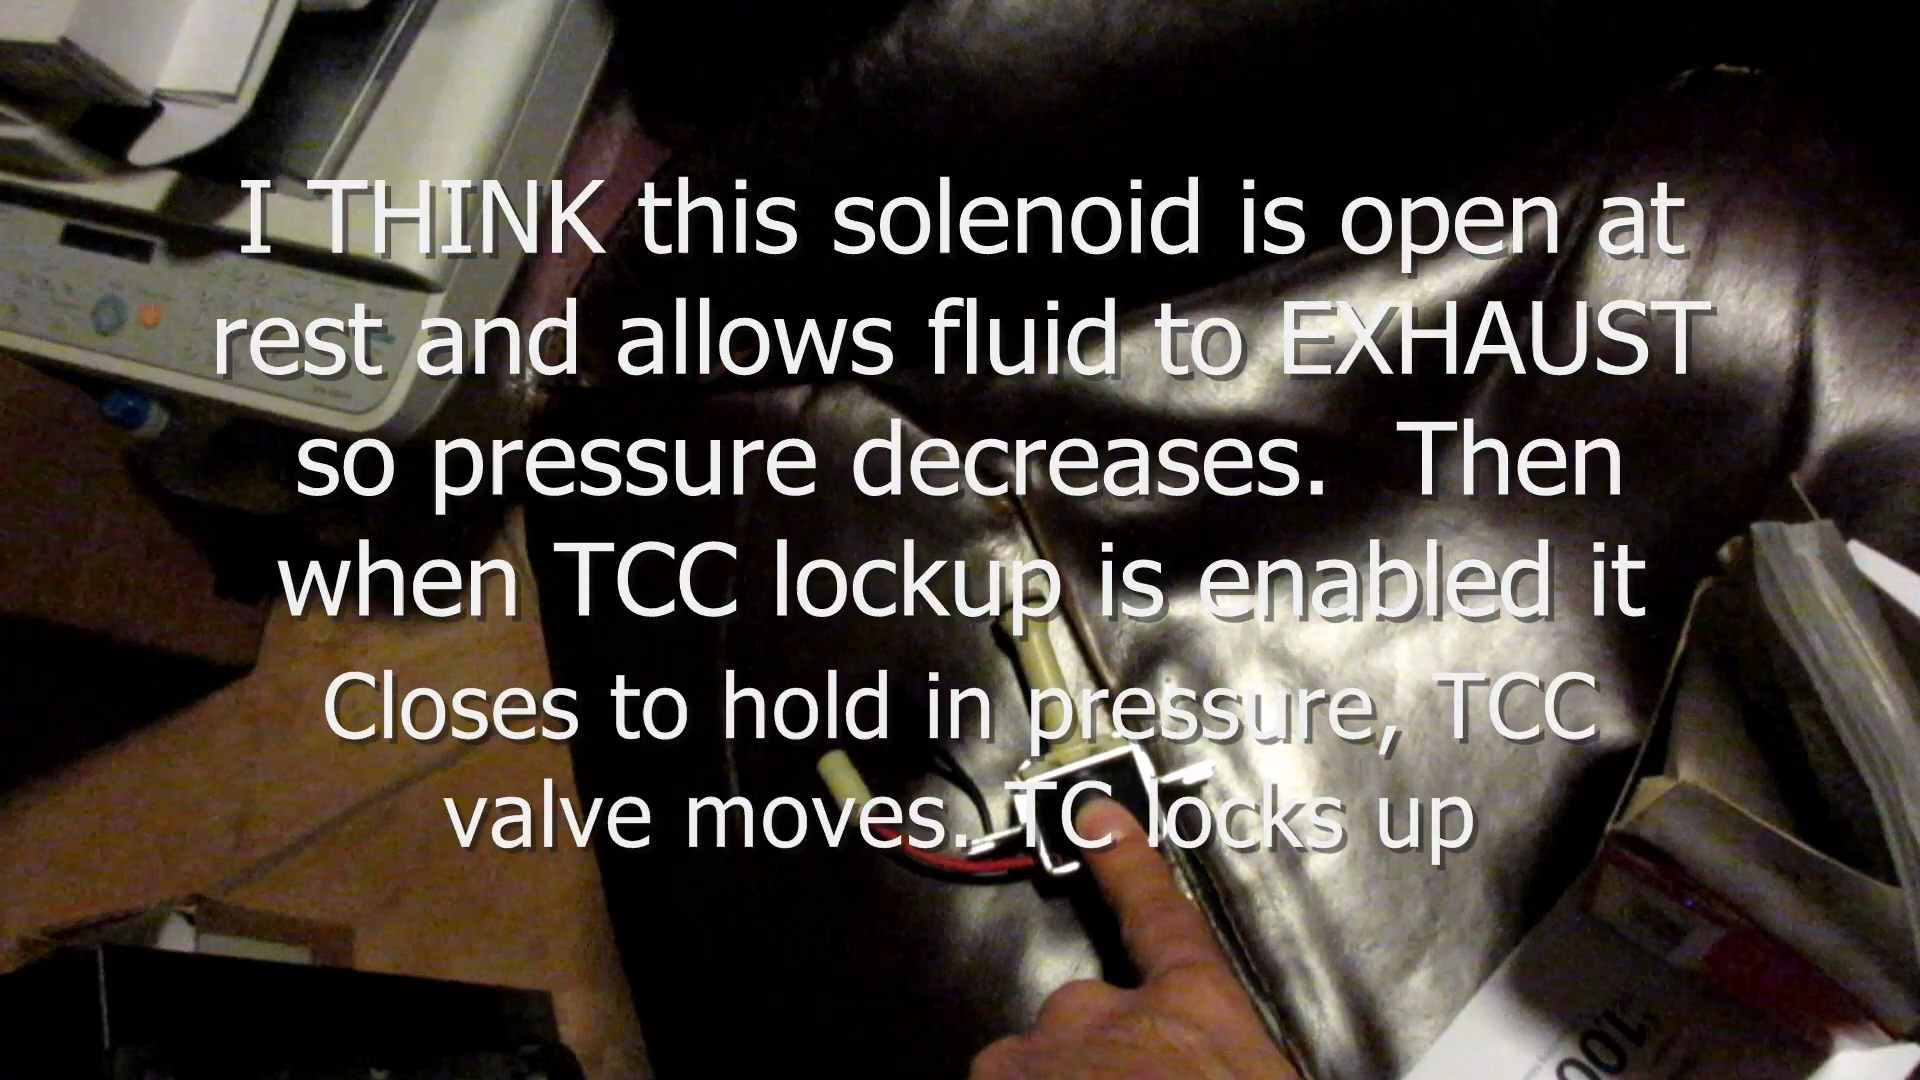 I THINK this solenoid is open at
rest and allows fluid to EXHAUST
so pressure decreases.  Then
when TCC lockup is enabled it
Closes to hold in pressure, TCC
valve moves. TC locks up
100